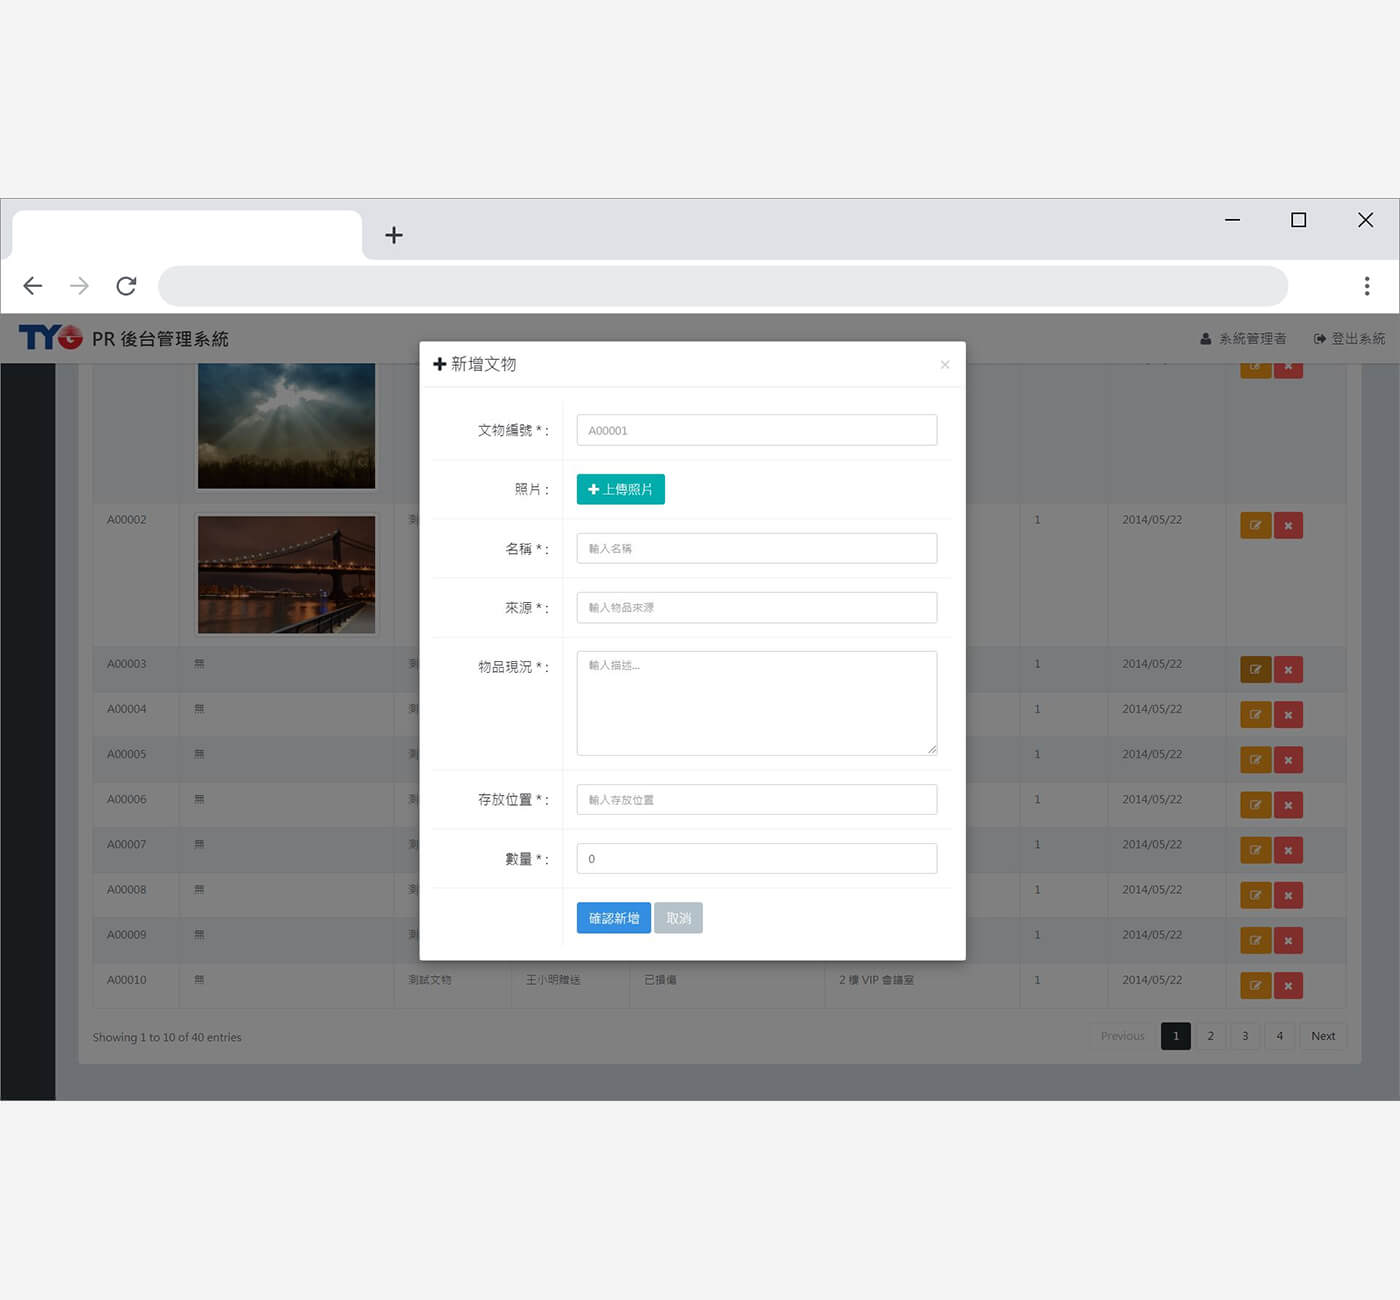 TYG PR 後台管理系統
系統管理者
登出系統
新增文物
×
文物編號 * :
A00001
照片 :
上傳照片
名稱 * :
輸入名稱
來源 * :
輸入物品來源
物品現況 * :
輸入描述...
存放位置 * :
輸入存放位置
數量 * :
0
確認新增
取消
A00002 測 1 2014/05/22
A00003 無 測 1 2014/05/22
A00004 無 測 1 2014/05/22
A00005 無 測 1 2014/05/22
A00006 無 測 1 2014/05/22
A00007 無 測 1 2014/05/22
A00008 無 測 1 2014/05/22
A00009 無 測 1 2014/05/22
A00010 無 測試文物 王小明贈送 已損傷 2 樓 VIP 會議室 1 2014/05/22
Showing 1 to 10 of 40 entries
Previous 1 2 3 4 Next